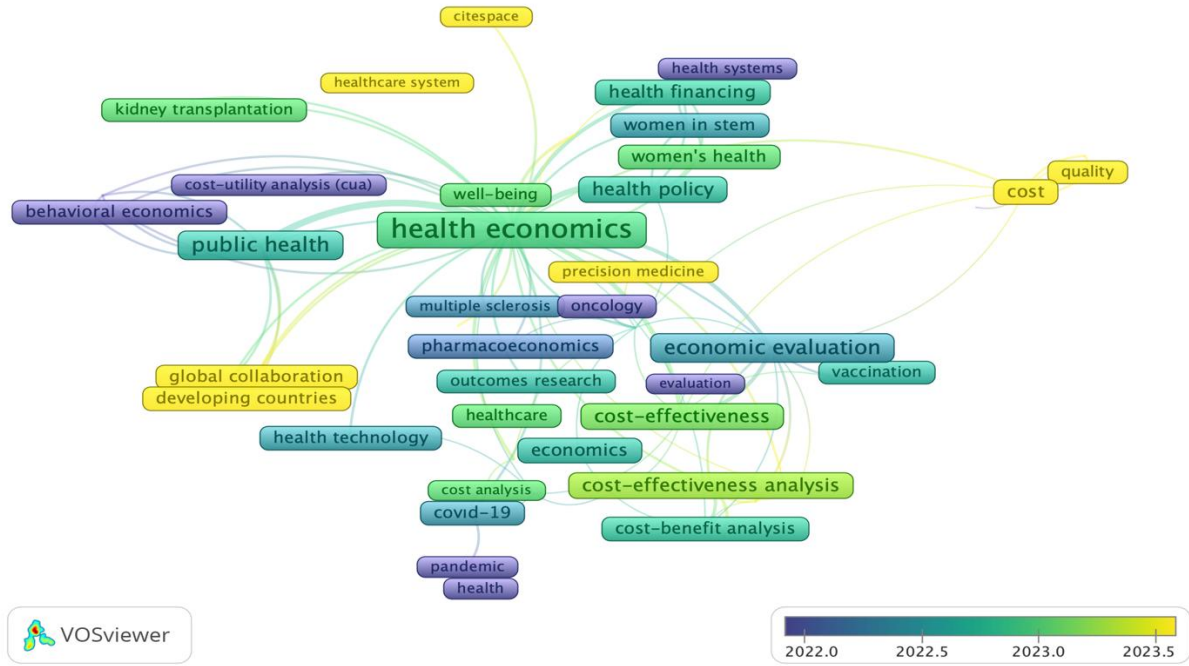 citespace
health systems
healthcare system
health financing
kidney transplantation
women in stem
women's health
quality
cost-utility analysis (cua)
health policy
cost
well-being
behavioral economics
health economics
public health
precision medicine
multiple sclerosis
oncology
pharmacoeconomics
economic evaluation
vaccination
global collaboration
outcomes research
evaluation
developing countries
healthcare
cost-effectiveness
health technology
economics
cost analysis
cost-effectiveness analysis
covid-19
cost-benefit analysis
pandemic
health
VOSviewer
2022.0 2022.5 2023.0 2023.5